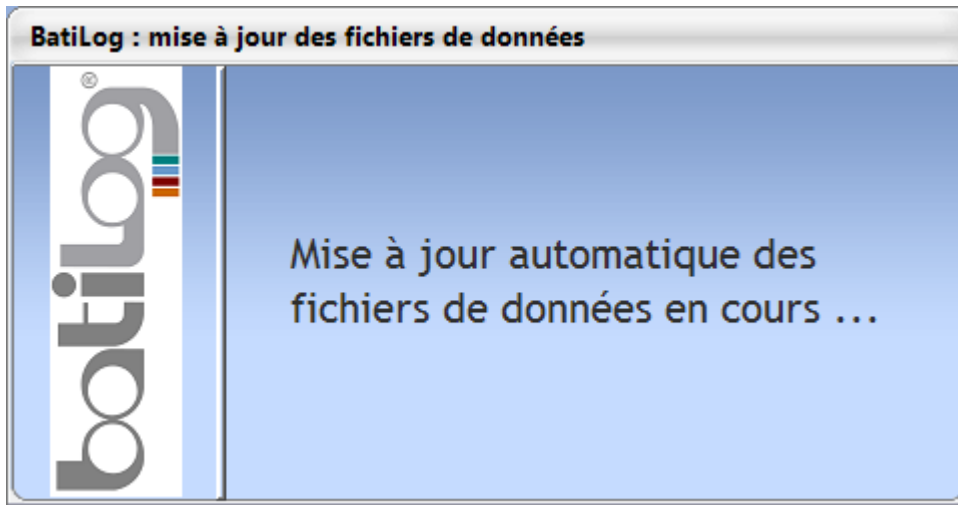 BatiLog : mise à jour des fichiers de données
batiLog®
Mise à jour automatique des
fichiers de données en cours ...